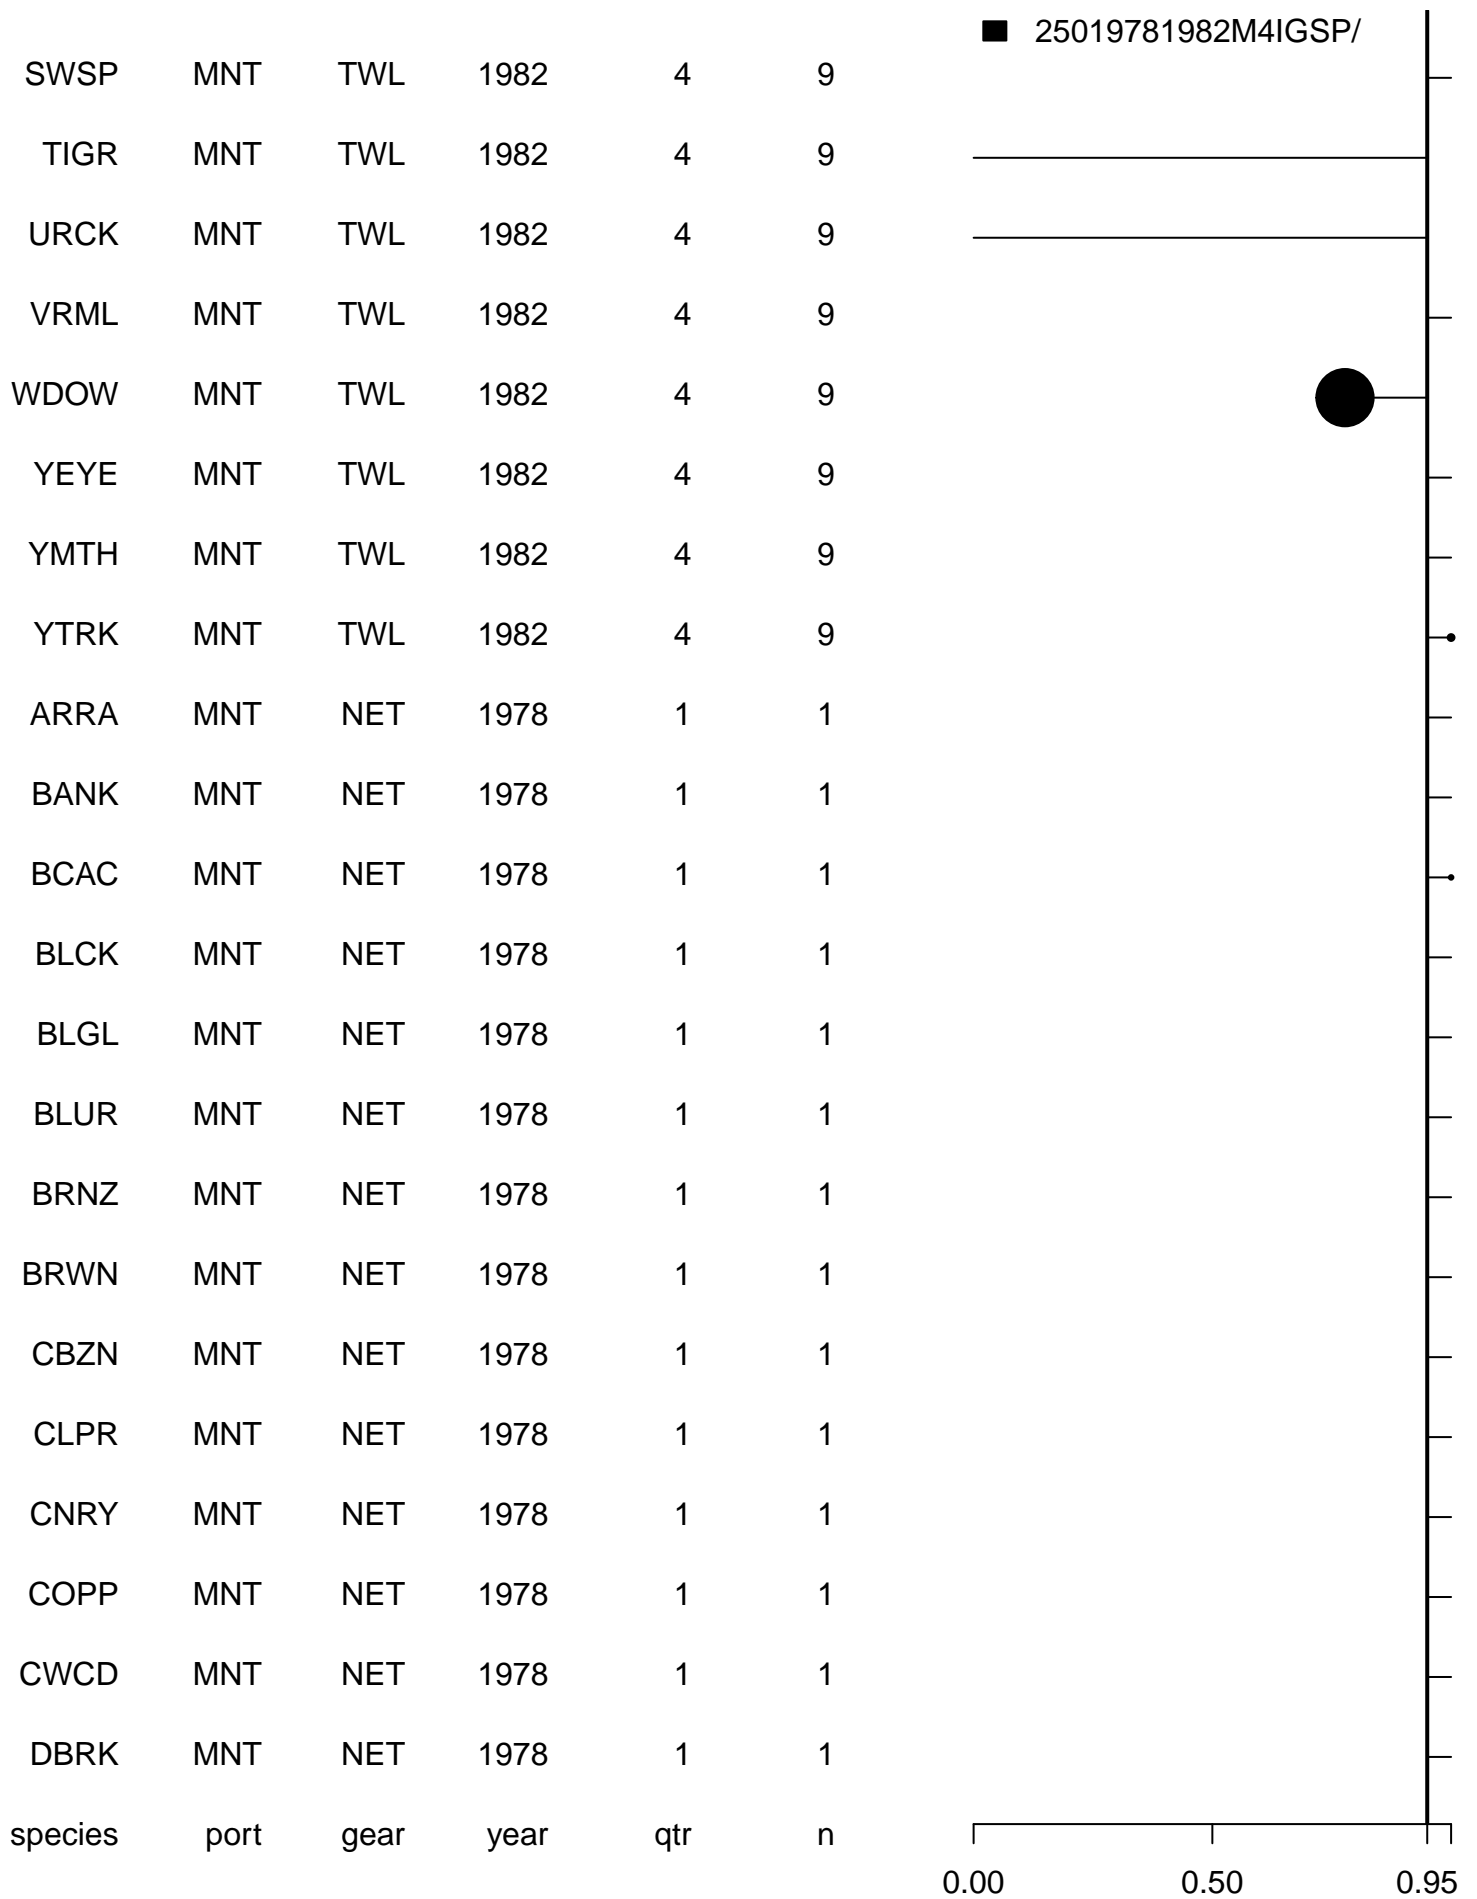 25019781982M4IGSP/
SWSP MNT TWL 1982 4 9
TIGR MNT TWL 1982 4 9
URCK MNT TWL 1982 4 9
VRML MNT TWL 1982 4 9
WDOW MNT TWL 1982 4 9
YEYE MNT TWL 1982 4 9
YMTH MNT TWL 1982 4 9
YTRK MNT TWL 1982 4 9
ARRA MNT NET 1978 1 1
BANK MNT NET 1978 1 1
BCAC MNT NET 1978 1 1
BLCK MNT NET 1978 1 1
BLGL MNT NET 1978 1 1
BLUR MNT NET 1978 1 1
BRNZ MNT NET 1978 1 1
BRWN MNT NET 1978 1 1
CBZN MNT NET 1978 1 1
CLPR MNT NET 1978 1 1
CNRY MNT NET 1978 1 1
COPP MNT NET 1978 1 1
CWCD MNT NET 1978 1 1
DBRK MNT NET 1978 1 1
species port gear year qtr n
0.00 0.50 0.95